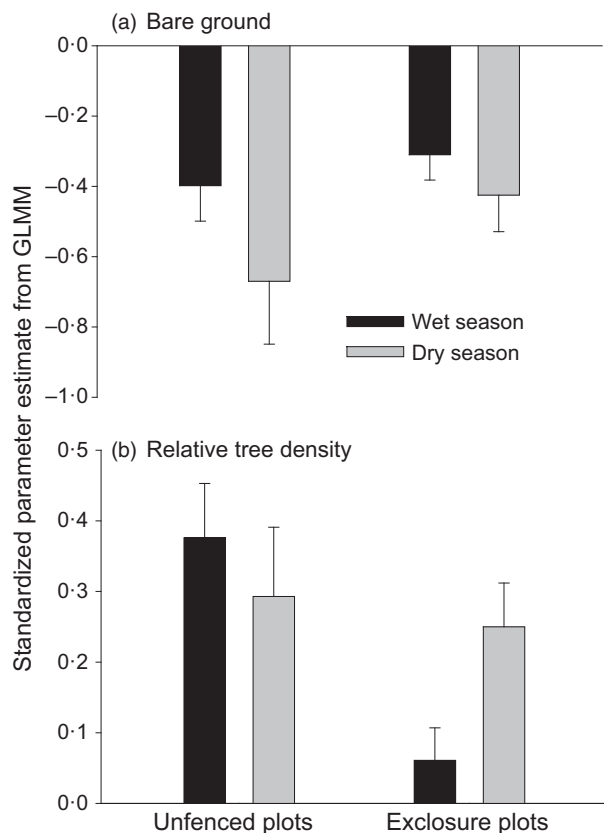 (a) Bare ground
0·0
–0·2
–0·4
–0·6
–0·8
–1·0
Wet season
Dry season
Standardized parameter estimate from GLMM
(b) Relative tree density
0·5
0·4
0·3
0·2
0·1
0·0
Unfenced plots
Exclosure plots